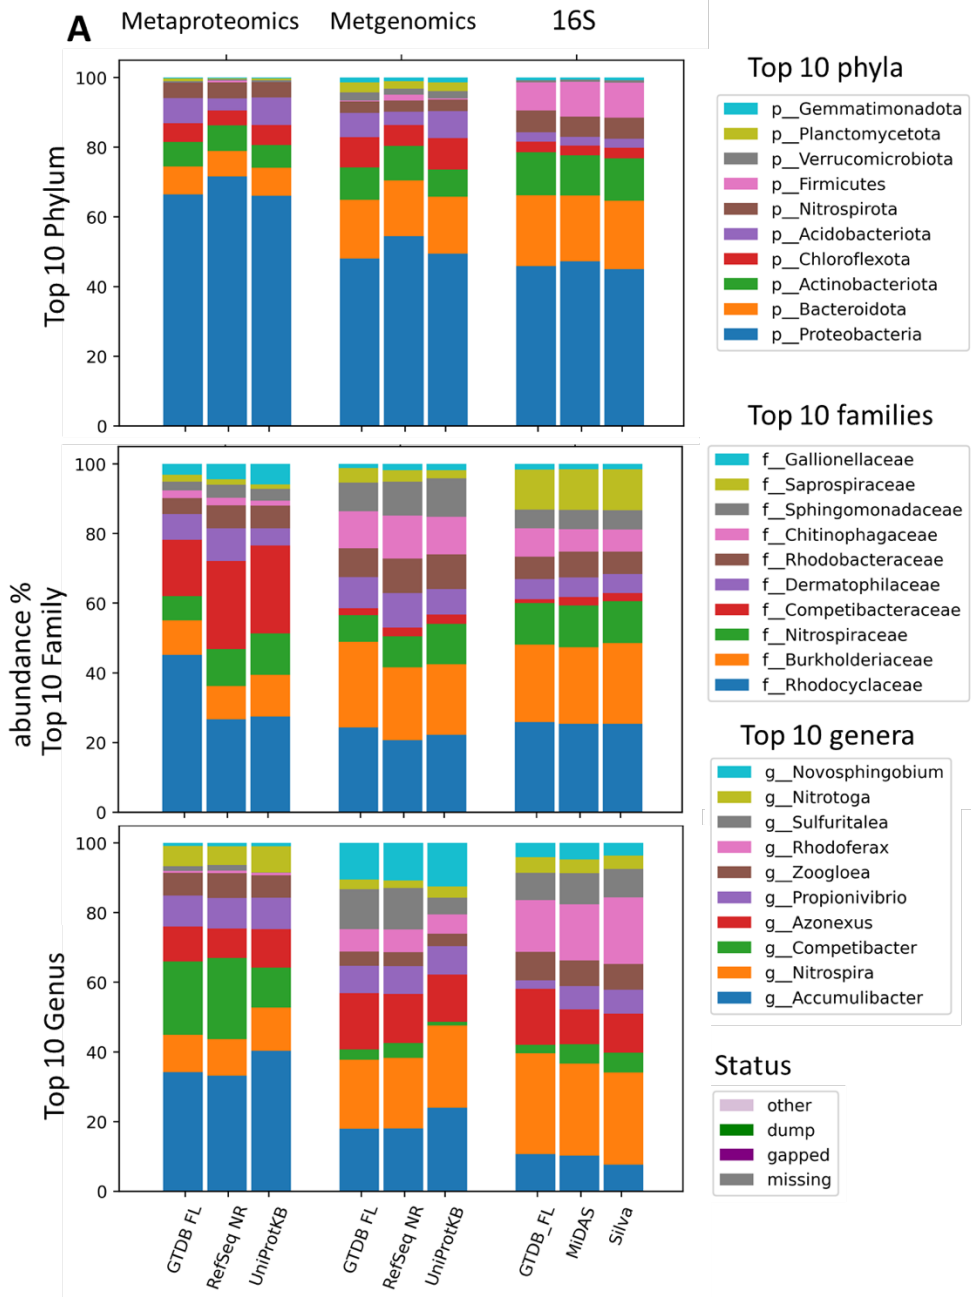 A
Metaproteomics
Metgenomics
16S
Top 10 Phylum
100
80
60
40
20
0
Top 10 phyla
p__Gemmatimonadota
p__Planctomycetota
p__Verrucomicrobiota
p__Firmicutes
p__Nitrospirota
p__Acidobacteriota
p__Chloroflexota
p__Actinobacteriota
p__Bacteroidota
p__Proteobacteria
abundance %
Top 10 Family
100
80
60
40
20
0
Top 10 families
f__Gallionellaceae
f__Saprospiraceae
f__Sphingomonadaceae
f__Chitinophagaceae
f__Rhodobacteraceae
f__Dermatophilaceae
f__Competibacteraceae
f__Nitrospiraceae
f__Burkholderiaceae
f__Rhodocyclaceae
Top 10 Genus
100
80
60
40
20
0
Top 10 genera
g__Novosphingobium
g__Nitrotoga
g__Sulfuritalea
g__Rhodoferax
g__Zoogloea
g__Propionivibrio
g__Azonexus
g__Competibacter
g__Nitrospira
g__Accumulibacter
Status
other
dump
gapped
missing
GTDB FL
RefSeq NR
UniProtKB
GTDB FL
RefSeq NR
UniProtKB
GTDB_FL
MiDAS
Silva